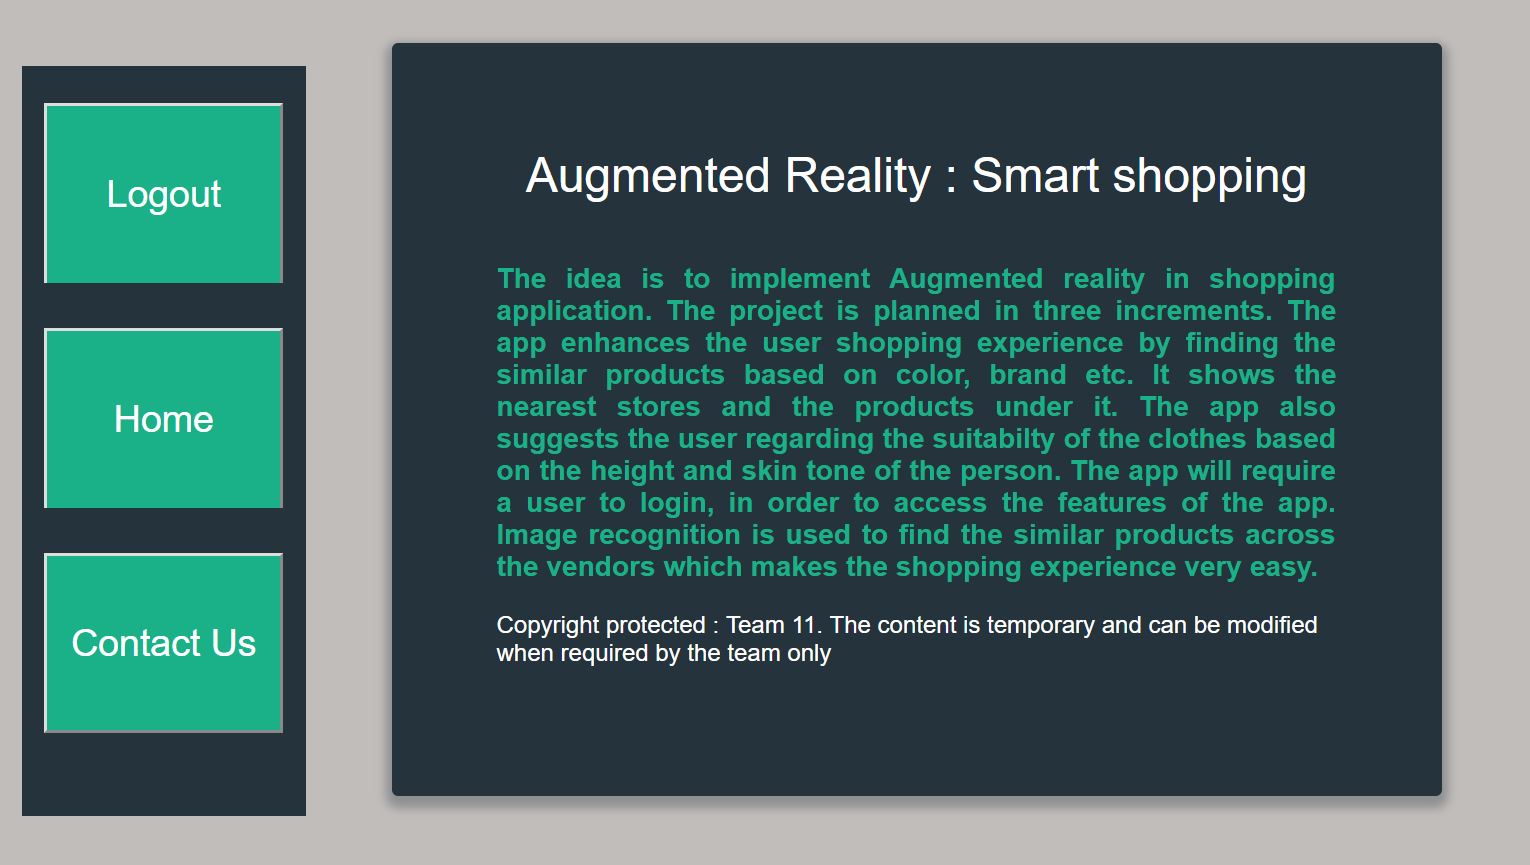 Logout
Home
Contact Us
Augmented Reality : Smart shopping
The idea is to implement Augmented reality in shopping
application. The project is planned in three increments. The
app enhances the user shopping experience by finding the
similar products based on color, brand etc. It shows the
nearest stores and the products under it. The app also
suggests the user regarding the suitabilty of the clothes based
on the height and skin tone of the person. The app will require
a user to login, in order to access the features of the app.
Image recognition is used to find the similar products across
the vendors which makes the shopping experience very easy.
Copyright protected : Team 11. The content is temporary and can be modified
when required by the team only